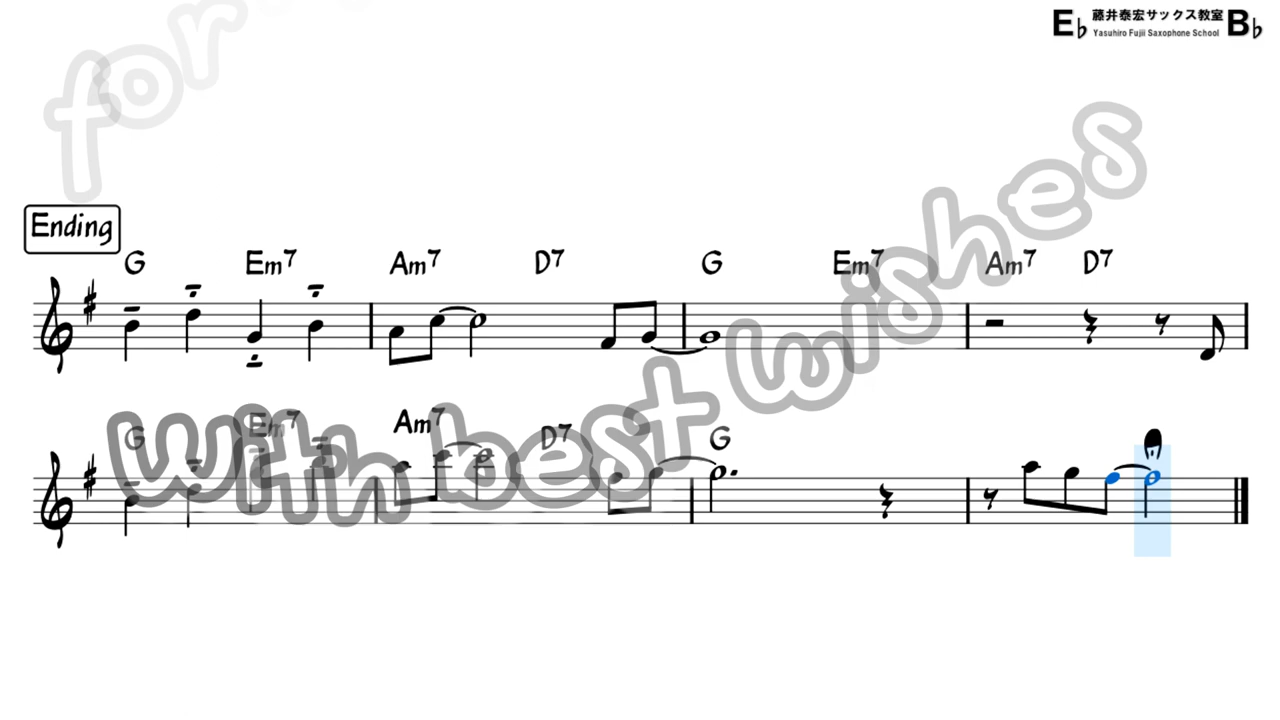 E♭ 藤井泰宏サックス教室 B♭
Yasuhiro Fujii Saxophone School
for
Ending
G Em7 Am7 D7 G Em7 Am7 D7
with best wishes
G Em7 Am7 D7 G